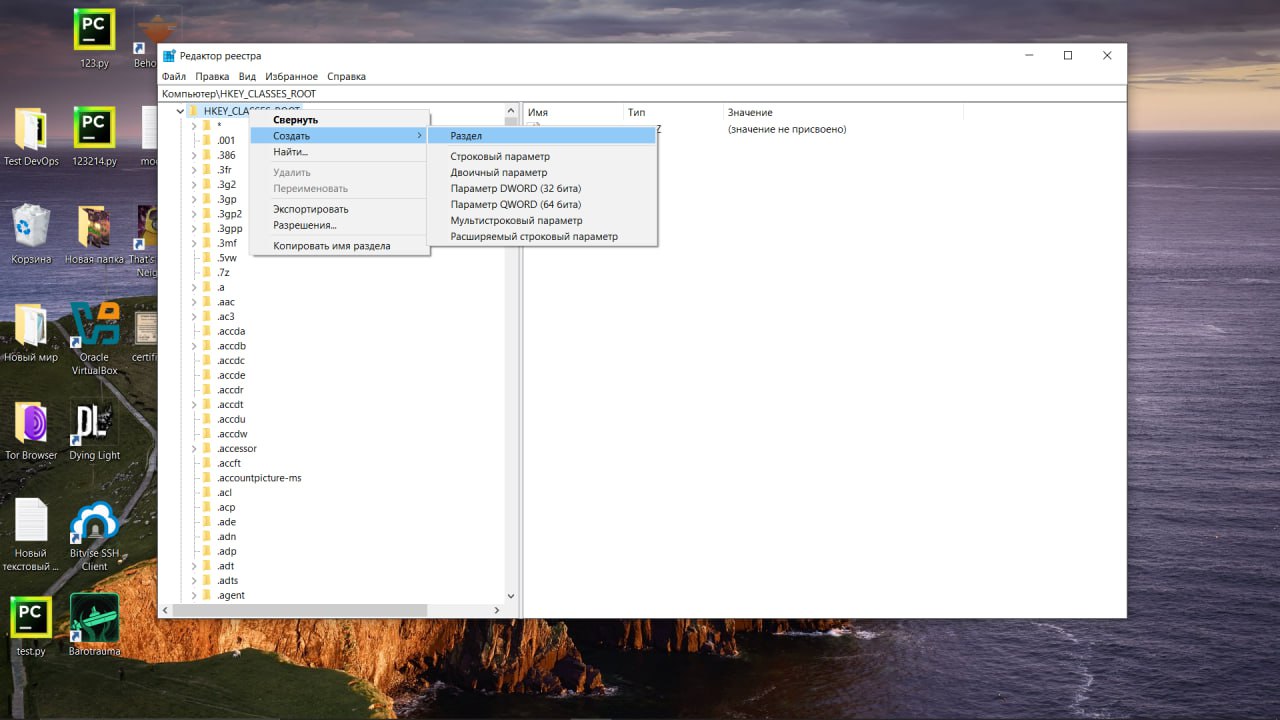 PC
123.py
Beho
Test DevOps
PC
123214.py
mod
Корзина
Новая папка
That's
Neig
Новый мир
Oracle
VirtualBox
certifi
Tor Browser
DL
Dying Light
Новый
текстовый ...
Bitvise SSH
Client
PC
test.py
Barotrauma
Редактор реестра
Файл Правка Вид Избранное Справка
Компьютер\HKEY_CLASSES_ROOT
HKEY_CLASSES_ROOT
*
.001
.386
.3fr
.3g2
.3gp
.3gp2
.3gpp
.3mf
.5vw
.7z
.a
.aac
.ac3
.accda
.accdb
.accdc
.accde
.accdr
.accdt
.accdu
.accdw
.accessor
.accft
.accountpicture-ms
.acl
.acp
.ade
.adn
.adp
.adt
.adts
.agent
Свернуть
Создать
Найти...
Удалить
Переименовать
Экспортировать
Разрешения...
Копировать имя раздела
Раздел
Строковый параметр
Двоичный параметр
Параметр DWORD (32 бита)
Параметр QWORD (64 бита)
Мультистроковый параметр
Расширяемый строковый параметр
Имя Тип Значение
Z (значение не присвоено)